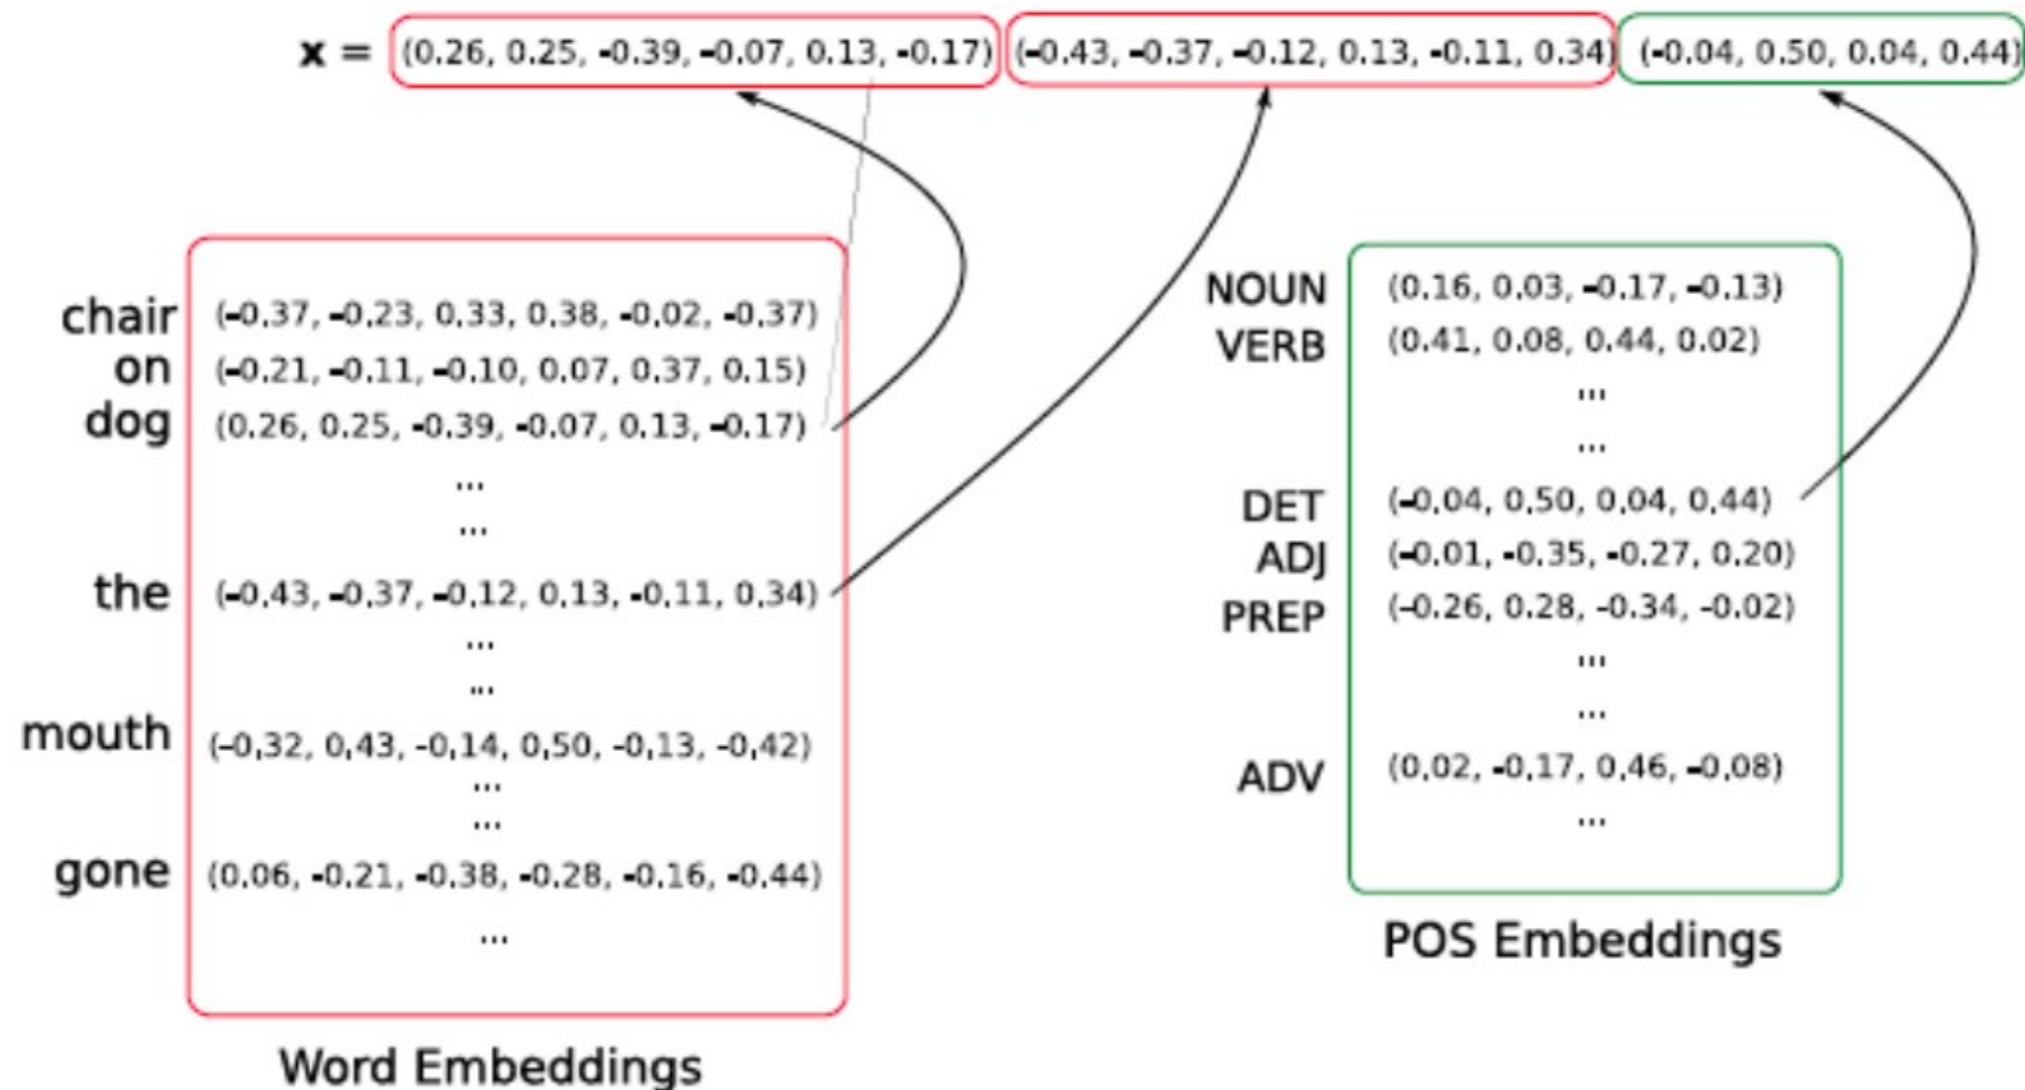 x = (0.26, 0.25, -0.39, -0.07, 0.13, -0.17) (-0.43, -0.37, -0.12, 0.13, -0.11, 0.34) (-0.04, 0.50, 0.04, 0.44)
chair (-0.37, -0.23, 0.33, 0.38, -0.02, -0.37)
on (-0.21, -0.11, -0.10, 0.07, 0.37, 0.15)
dog (0.26, 0.25, -0.39, -0.07, 0.13, -0.17)
...
...
the (-0.43, -0.37, -0.12, 0.13, -0.11, 0.34)
...
...
mouth (-0.32, 0.43, -0.14, 0.50, -0.13, -0.42)
...
...
gone (0.06, -0.21, -0.38, -0.28, -0.16, -0.44)
...
Word Embeddings
NOUN (0.16, 0.03, -0.17, -0.13)
VERB (0.41, 0.08, 0.44, 0.02)
...
...
DET (-0.04, 0.50, 0.04, 0.44)
ADJ (-0.01, -0.35, -0.27, 0.20)
PREP (-0.26, 0.28, -0.34, -0.02)
...
...
ADV (0.02, -0.17, 0.46, -0.08)
...
POS Embeddings